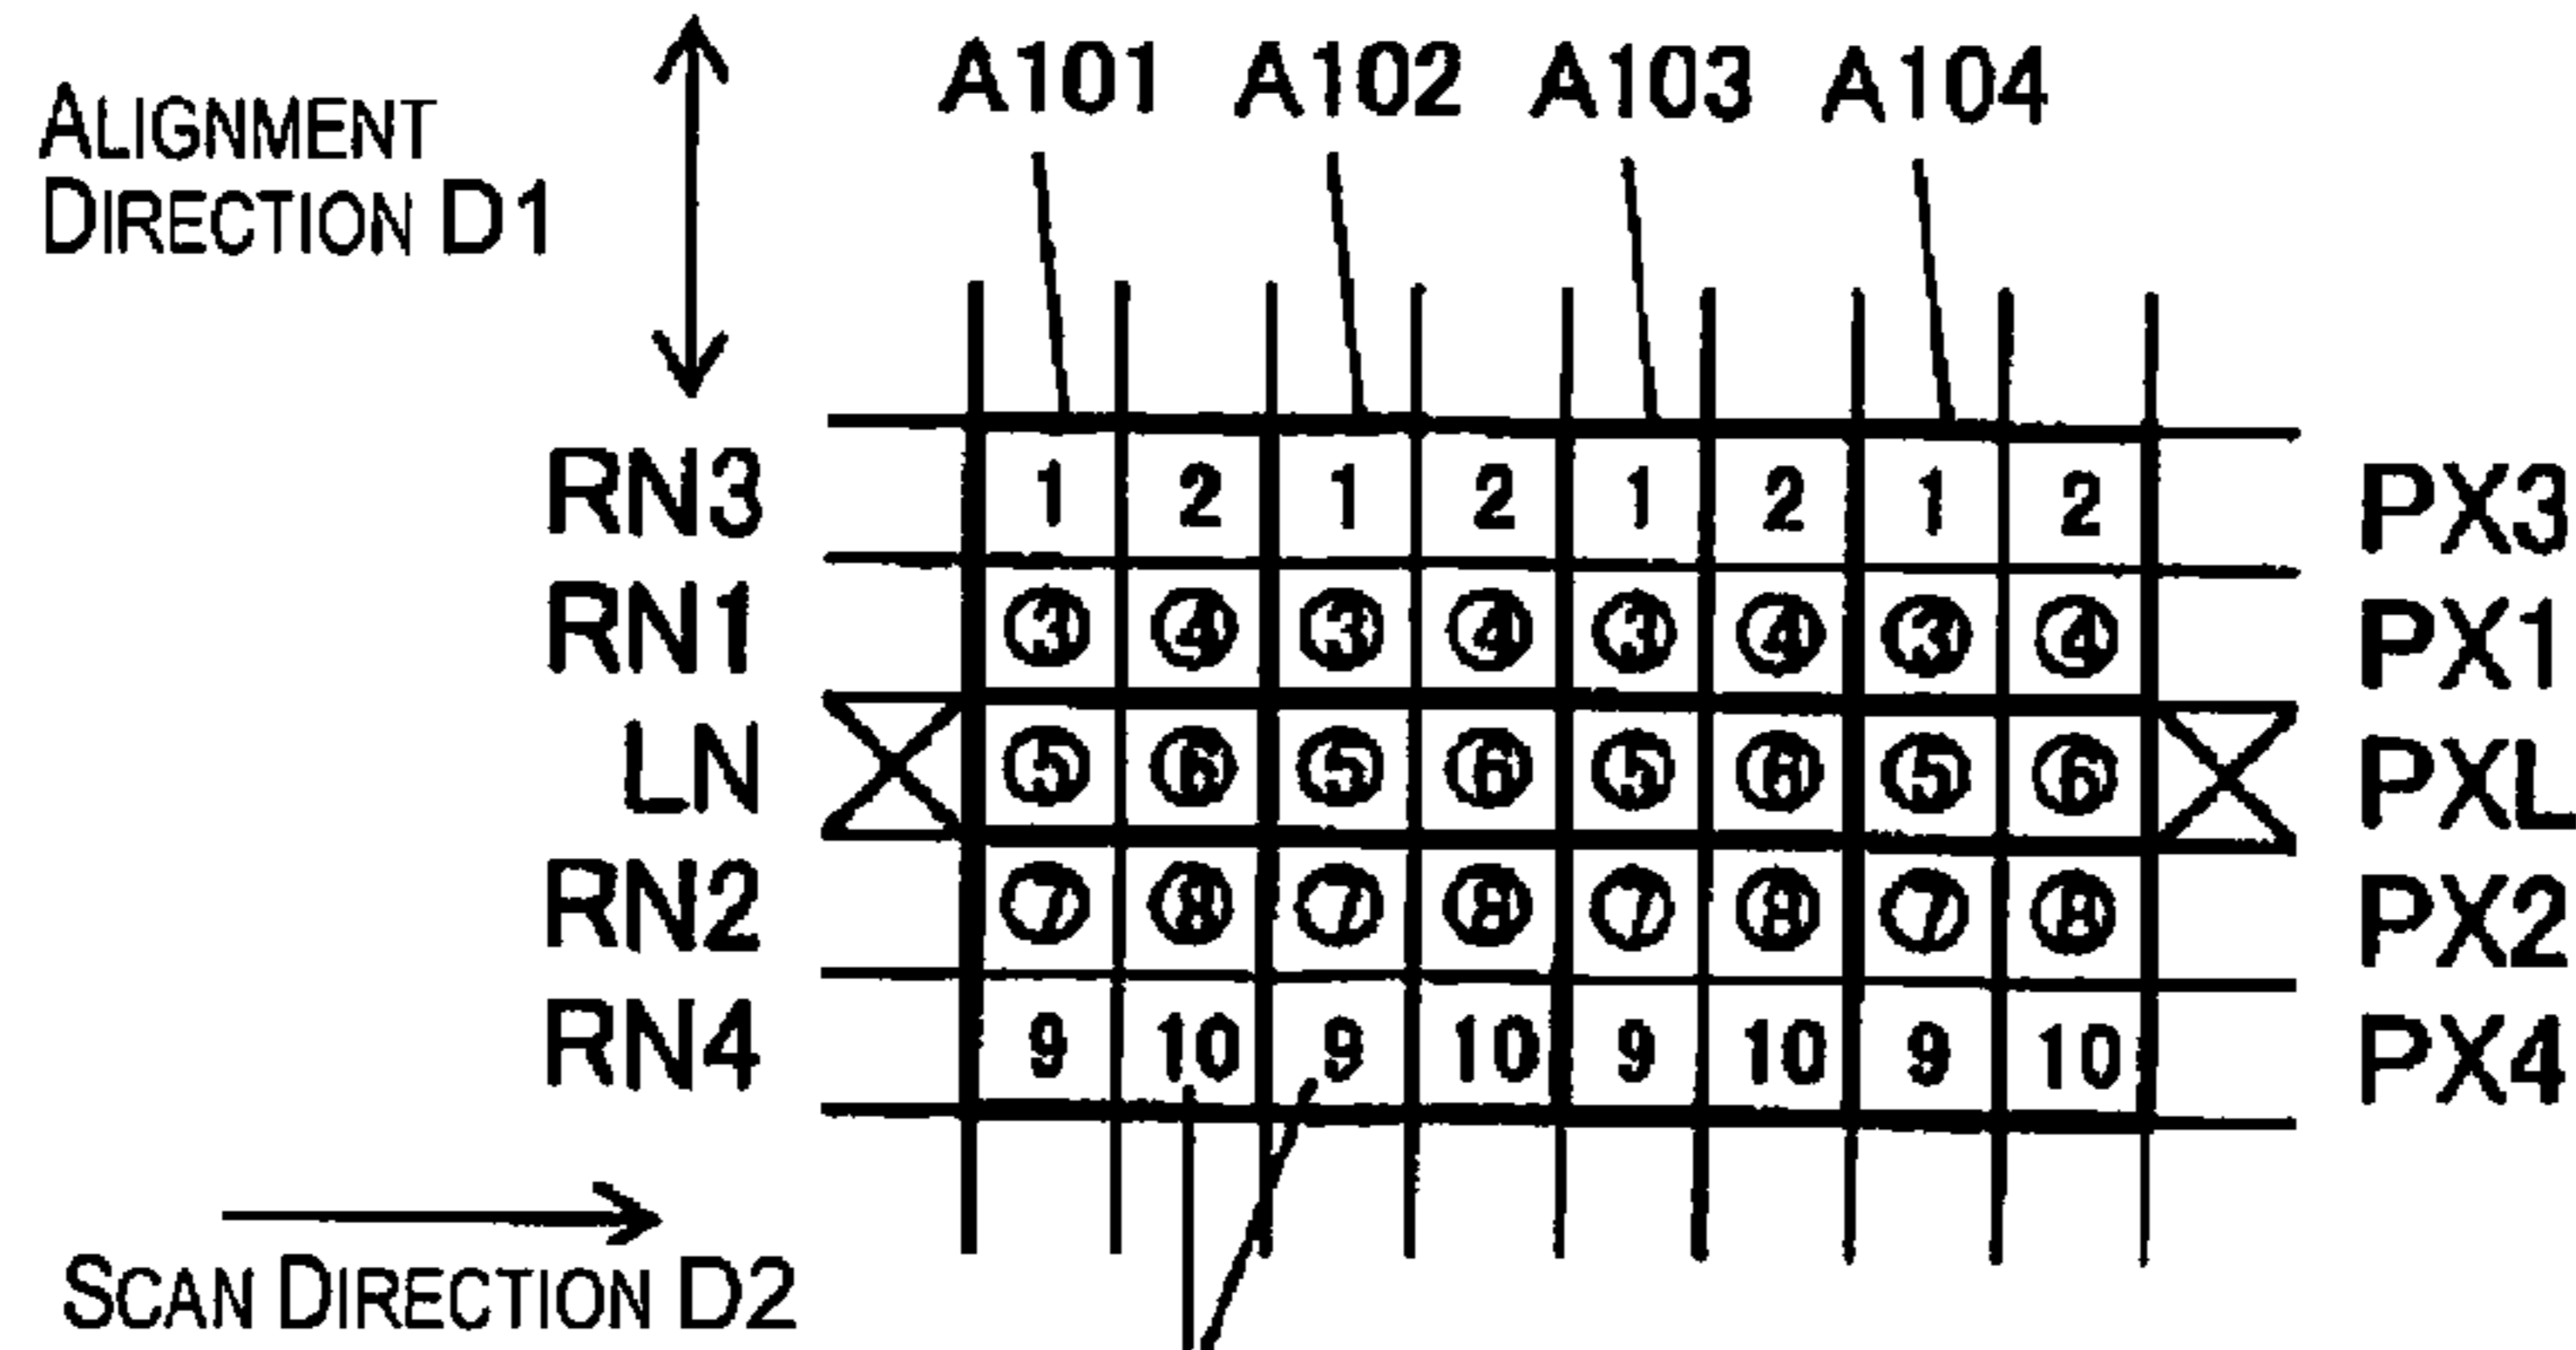 ALIGNMENT
DIRECTION D1
A101 A102 A103 A104
RN3 1 2 1 2 1 2 1 2 PX3
RN1 ③ ④ ③ ④ ③ ④ ③ ④ PX1
LN ⑤ ⑥ ⑤ ⑥ ⑤ ⑥ ⑤ ⑥ PXL
RN2 ⑦ ⑧ ⑦ ⑧ ⑦ ⑧ ⑦ ⑧ PX2
RN4 9 10 9 10 9 10 9 10 PX4
SCAN DIRECTION D2